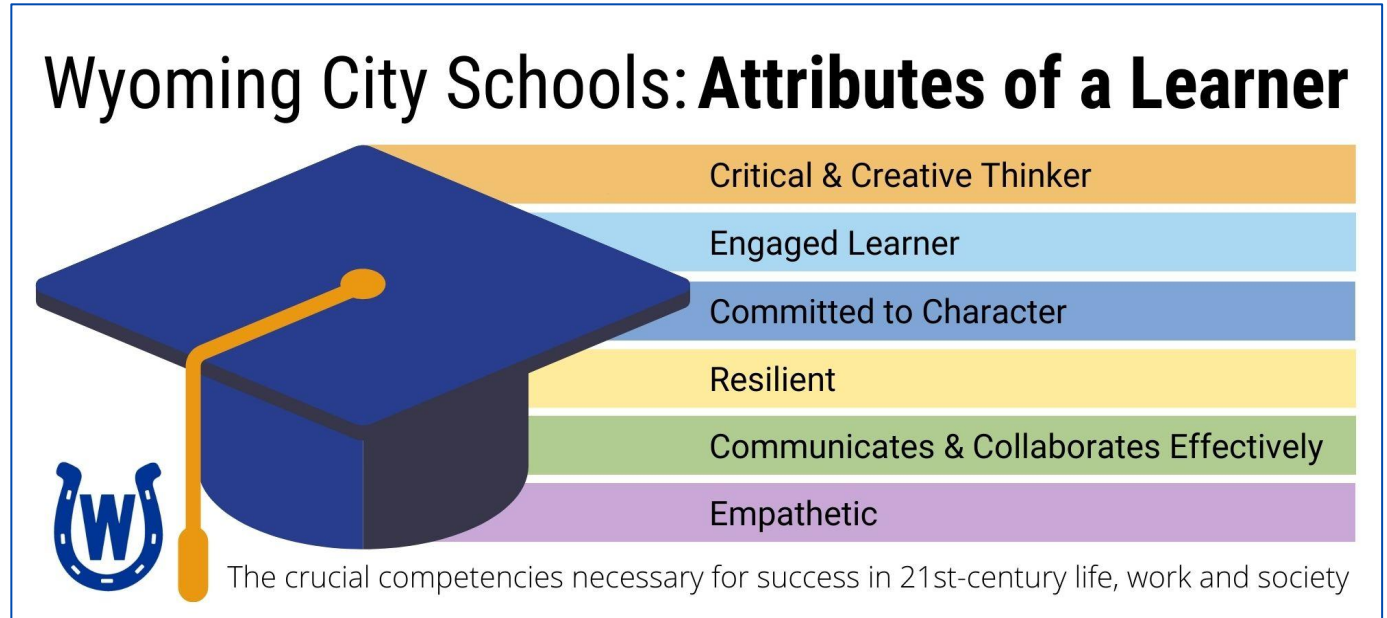 Wyoming City Schools: Attributes of a Learner
Critical & Creative Thinker
Engaged Learner
Committed to Character
Resilient
Communicates & Collaborates Effectively
Empathetic
W
The crucial competencies necessary for success in 21st-century life, work and society